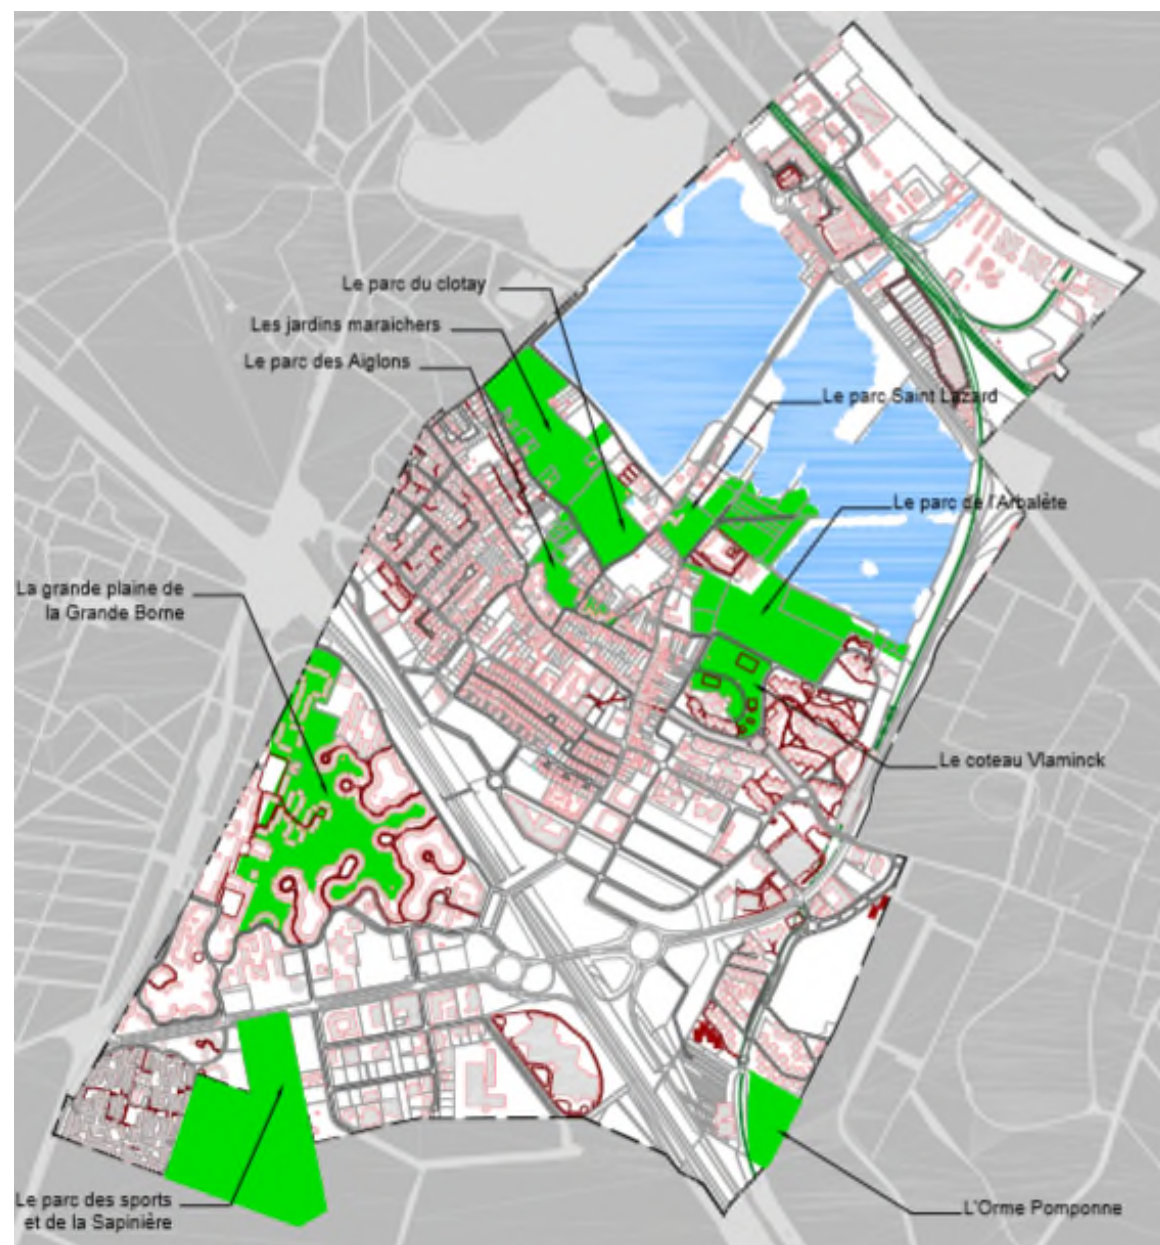 Le parc du clotay
Les jardins maraichers
Le parc des Aiglons
Le parc Saint Lazard
Le parc de l'Arbalète
La grande plaine de
la Grande Borne
Le coteau Vlaminck
Le parc des sports
et de la Sapinière
L'Orme Pomponne